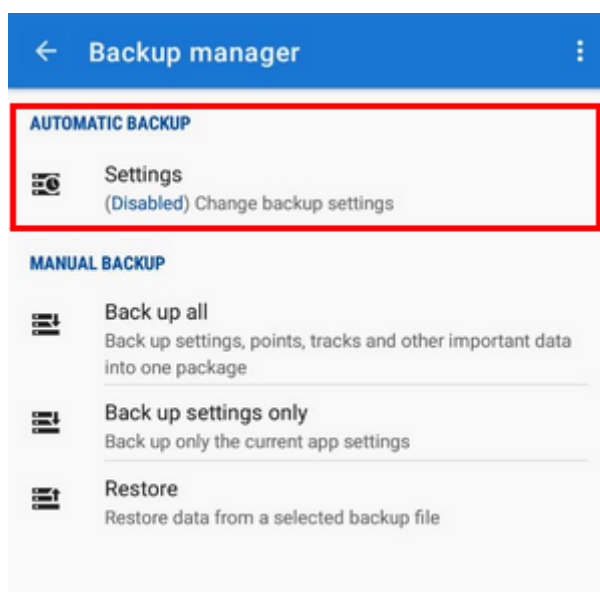 Backup manager
AUTOMATIC BACKUP
Settings
(Disabled) Change backup settings
MANUAL BACKUP
Back up all
Back up settings, points, tracks and other important data
into one package
Back up settings only
Back up only the current app settings
Restore
Restore data from a selected backup file